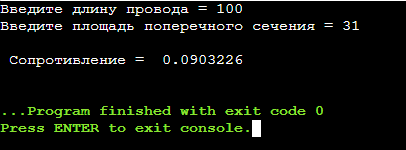 Введите длину провода = 100
Введите площадь поперечного сечения = 31
Сопротивление =  0.0903226
...Program finished with exit code 0
Press ENTER to exit console.